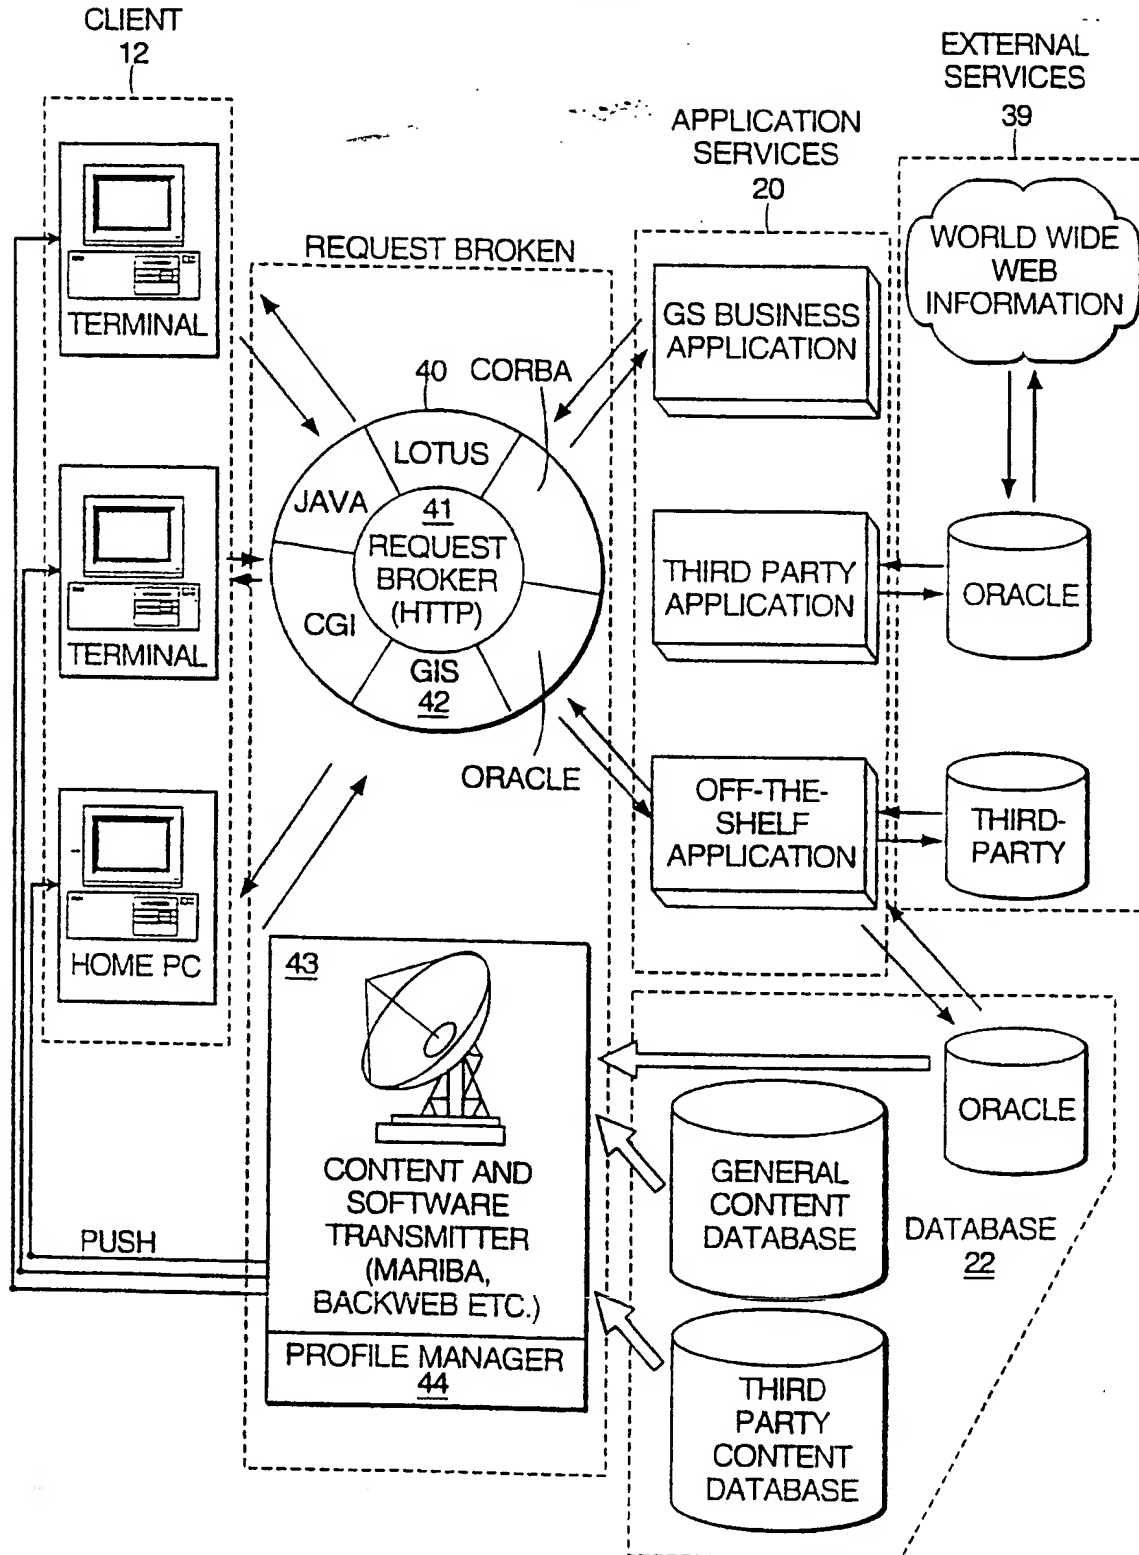 CLIENT
12
EXTERNAL
SERVICES
39
APPLICATION
SERVICES
20
REQUEST BROKEN
TERMINAL
TERMINAL
HOME PC
40
CORBA
LOTUS
JAVA
41
REQUEST
BROKER
(HTTP)
CGI
GIS
42
ORACLE
GS BUSINESS
APPLICATION
THIRD PARTY
APPLICATION
OFF-THE-
SHELF
APPLICATION
WORLD WIDE
WEB
INFORMATION
ORACLE
THIRD-
PARTY
43
CONTENT AND
SOFTWARE
TRANSMITTER
(MARIBA,
BACKWEB ETC.)
PROFILE MANAGER
44
PUSH
ORACLE
GENERAL
CONTENT
DATABASE
DATABASE
22
THIRD
PARTY
CONTENT
DATABASE